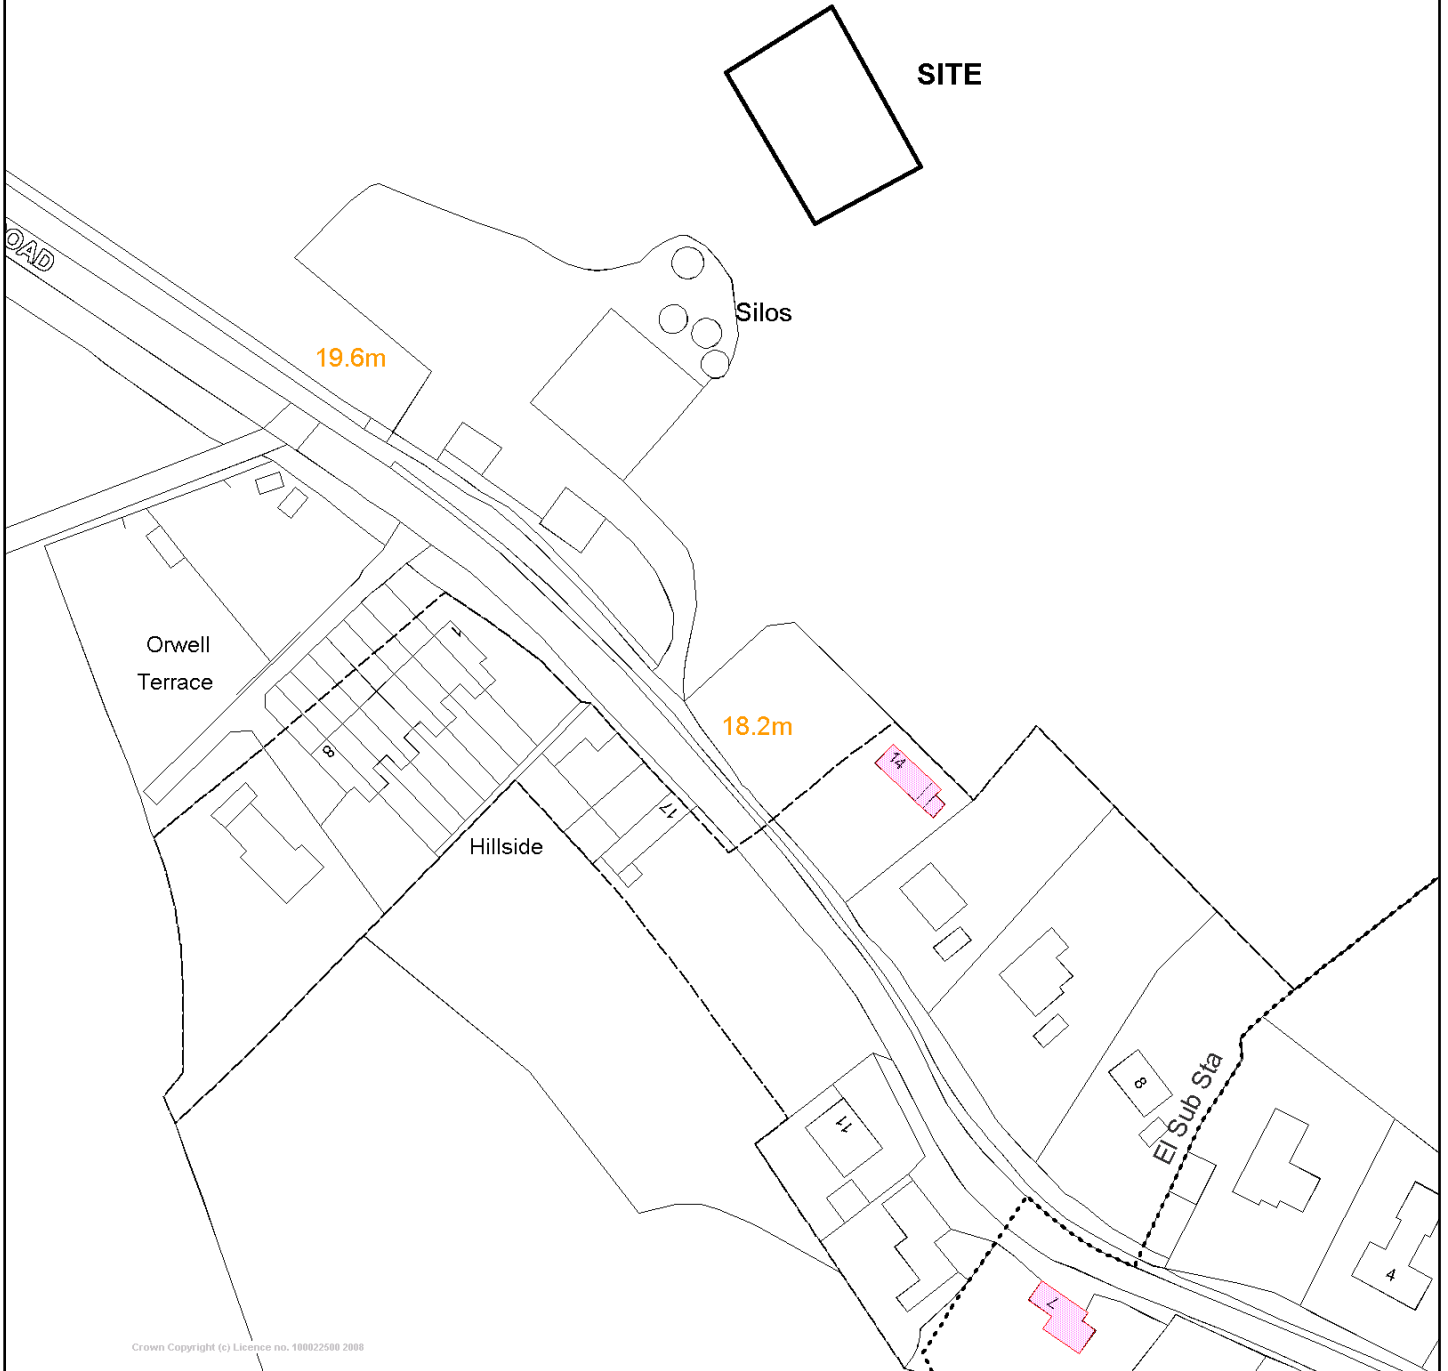 SITE
OAD
Silos
19.6m
1
Orwell
Terrace
8
18.2m
14
17
Hillside
8
El Sub Sta
11
7
4
Crown Copyright (c) Licence no. 100022500 2008